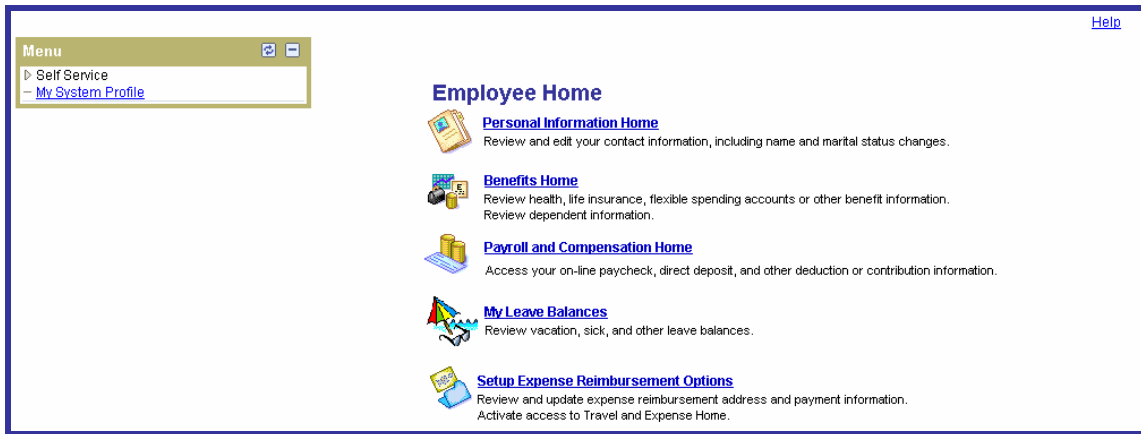 Help
Menu
Self Service
My System Profile
Employee Home
Personal Information Home
Review and edit your contact information, including name and marital status changes.
Benefits Home
Review health, life insurance, flexible spending accounts or other benefit information.
Review dependent information.
Payroll and Compensation Home
Access your on-line paycheck, direct deposit, and other deduction or contribution information.
My Leave Balances
Review vacation, sick, and other leave balances.
Setup Expense Reimbursement Options
Review and update expense reimbursement address and payment information.
Activate access to Travel and Expense Home.